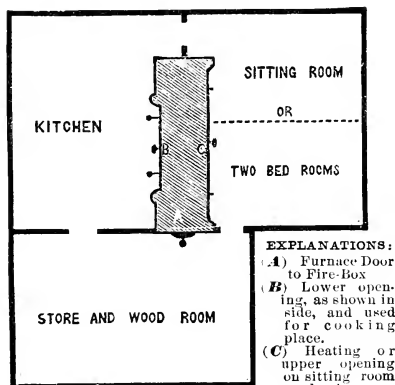 SITTING ROOM
OR
KITCHEN
B
C
TWO BED ROOMS
A
STORE AND WOOD ROOM
EXPLANATIONS:
(A) Furnace Door
to Fire-Box
(B) Lower open-
ing, as shown in
side, and used
for cooking
place.
(C) Heating or
upper opening
on sitting room